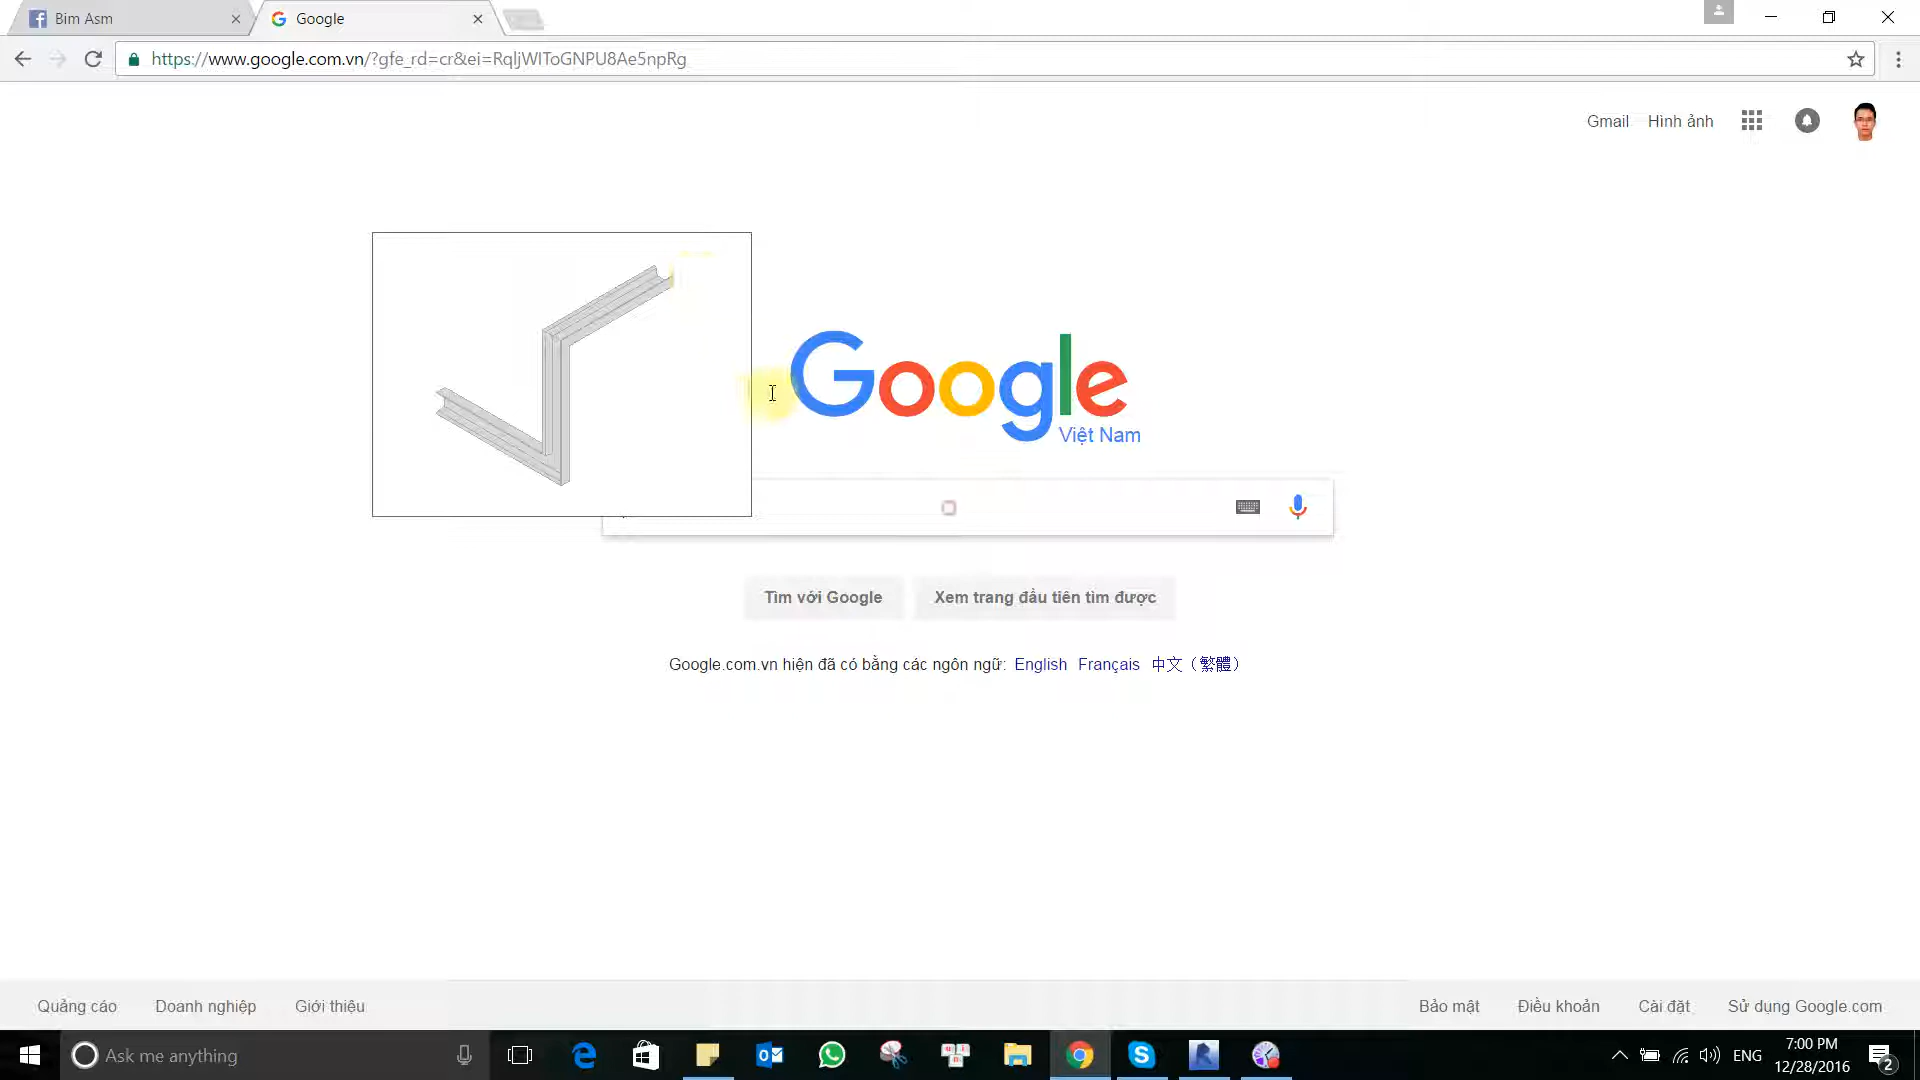 Bim Asm
Google
https://www.google.com.vn/?gfe_rd=cr&ei=RqljWIToGNPU8Ae5npRg
Gmail Hình ảnh
Google
Việt Nam
Tìm với Google
Xem trang đầu tiên tìm được
Google.com.vn hiện đã có bằng các ngôn ngữ: English Français 中文（繁體）
Quảng cáo Doanh nghiệp Giới thiệu
Bảo mật Điều khoản Cài đặt Sử dụng Google.com
Ask me anything
ENG
7:00 PM
12/28/2016
2